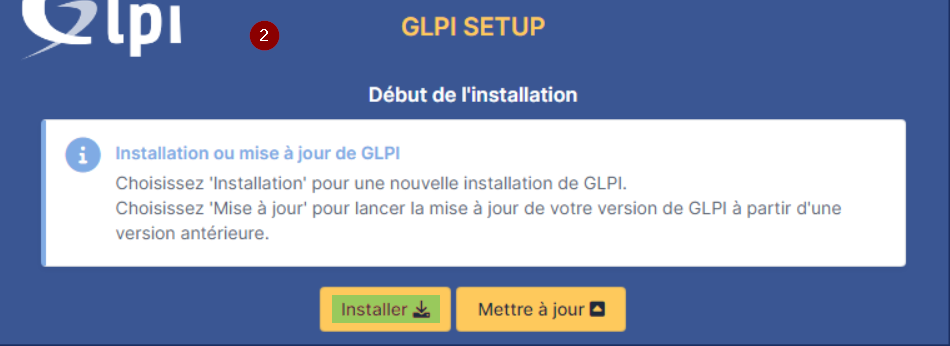 Glpi
2
GLPI SETUP
Début de l'installation
Installation ou mise à jour de GLPI
Choisissez 'Installation' pour une nouvelle installation de GLPI.
Choisissez 'Mise à jour' pour lancer la mise à jour de votre version de GLPI à partir d'une
version antérieure.
Installer
Mettre à jour